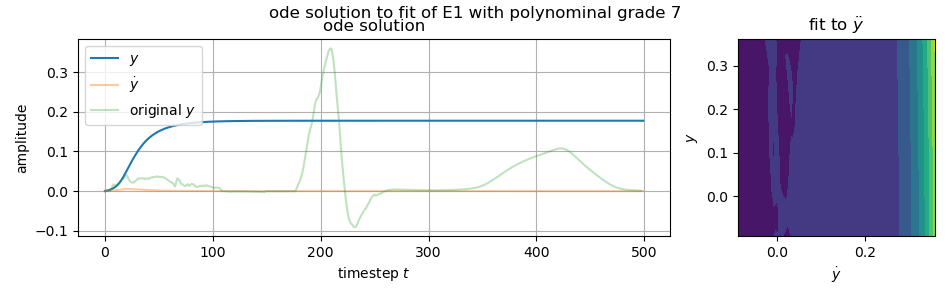 ode solution to fit of E1 with polynominal grade 7
ode solution
fit to ÿ
amplitude
0.3
0.2
0.1
0.0
−0.1
y
ẏ
original y
0
100
200
300
400
500
timestep t
y
0.3
0.2
0.1
0.0
0.0
0.2
ẏ